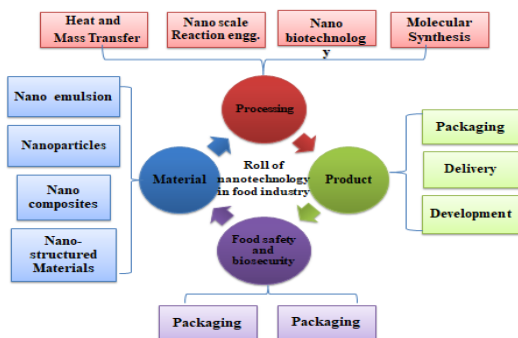 Heat and
Mass Transfer
Nano scale
Reaction engg.
Nano
biotechnolog
y
Molecular
Synthesis
Nano emulsion
Nanoparticles
Nano
composites
Nano-
structured
Materials
Processing
Material
Roll of
nanotechnology
in food industry
Product
Food safety
and
biosecurity
Packaging
Delivery
Development
Packaging
Packaging